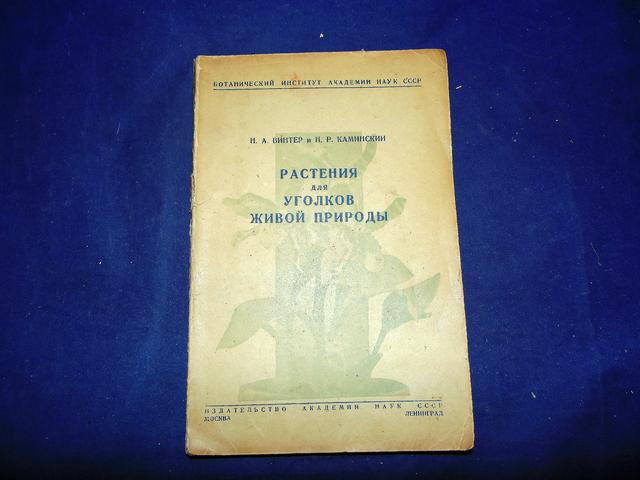 БОТАНИЧЕСКИЙ ИНСТИТУТ АКАДЕМИИ НАУК СССР
Н. А. ВИНТЕР и Н. Р. КАМИНСКИЙ
РАСТЕНИЯ
для
УГОЛКОВ
ЖИВОЙ ПРИРОДЫ
ИЗДАТЕЛЬСТВО АКАДЕМИИ НАУК СССР
МОСКВА ЛЕНИНГРАД